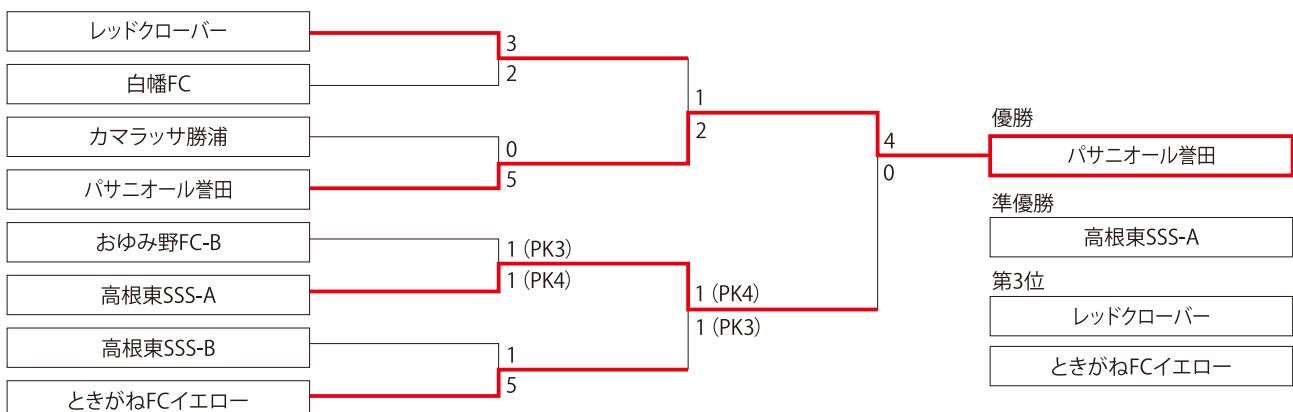 レッドクローバー
白幡FC
カマラッサ勝浦
パサニオール誉田
おゆみ野FC-B
高根東SSS-A
高根東SSS-B
ときがねFCイエロー
3
2
0
5
1（PK3）
1（PK4）
1
5
1
2
1（PK4）
1（PK3）
4
0
優勝
パサニオール誉田
準優勝
高根東SSS-A
第3位
レッドクローバー
ときがねFCイエロー